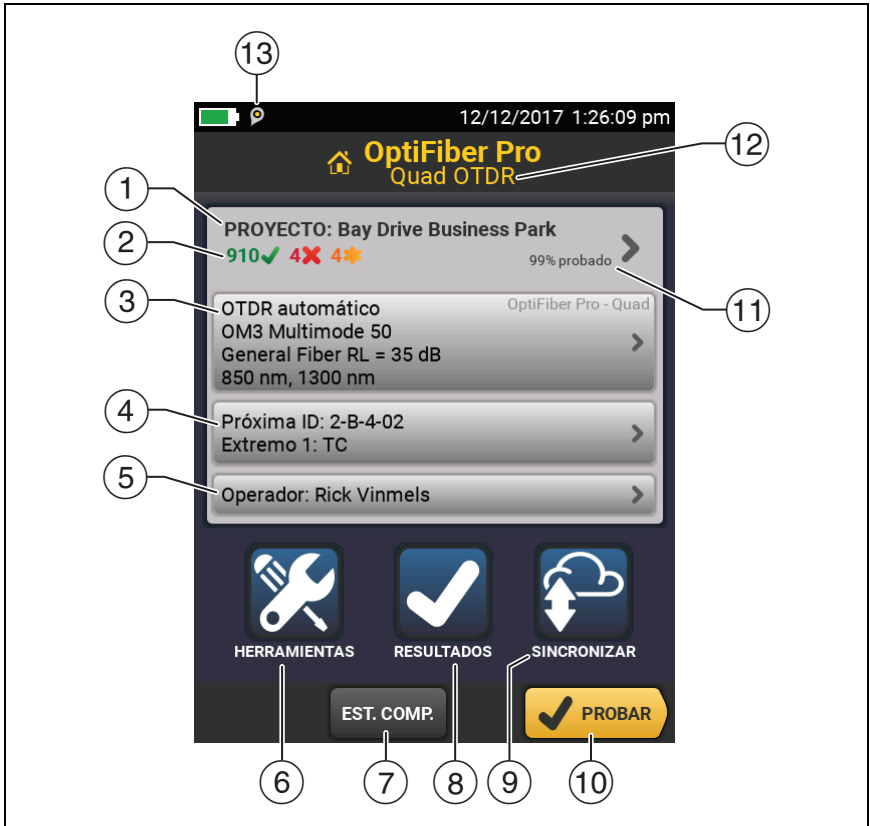 13
12/12/2017 1:26:09 pm
OptiFiber Pro
Quad OTDR
12
1
PROYECTO: Bay Drive Business Park
2
910 4 4
99% probado
11
3
OTDR automático
OptiFiber Pro - Quad
OM3 Multimode 50
General Fiber RL = 35 dB
850 nm, 1300 nm
4
Próxima ID: 2-B-4-02
Extremo 1: TC
5
Operador: Rick Vinmels
HERRAMIENTAS
RESULTADOS
SINCRONIZAR
EST. COMP.
PROBAR
6
7
8
9
10